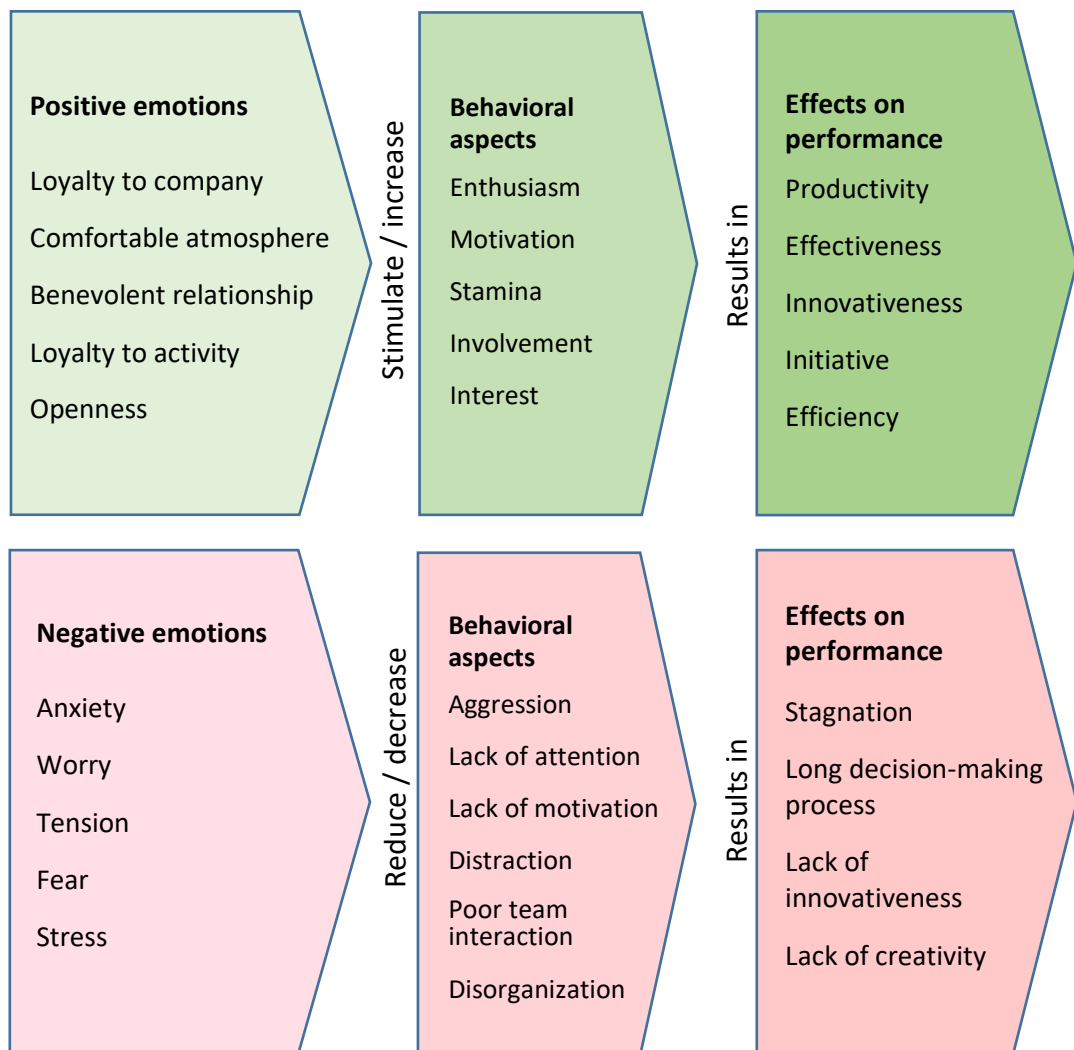 Positive emotions
Loyalty to company
Comfortable atmosphere
Benevolent relationship
Loyalty to activity
Openness
Stimulate / increase
Behavioral
aspects
Enthusiasm
Motivation
Stamina
Involvement
Interest
Results in
Effects on
performance
Productivity
Effectiveness
Innovativeness
Initiative
Efficiency
Negative emotions
Anxiety
Worry
Tension
Fear
Stress
Reduce / decrease
Behavioral
aspects
Aggression
Lack of attention
Lack of motivation
Distraction
Poor team
interaction
Disorganization
Results in
Effects on
performance
Stagnation
Long decision-making
process
Lack of
innovativeness
Lack of creativity